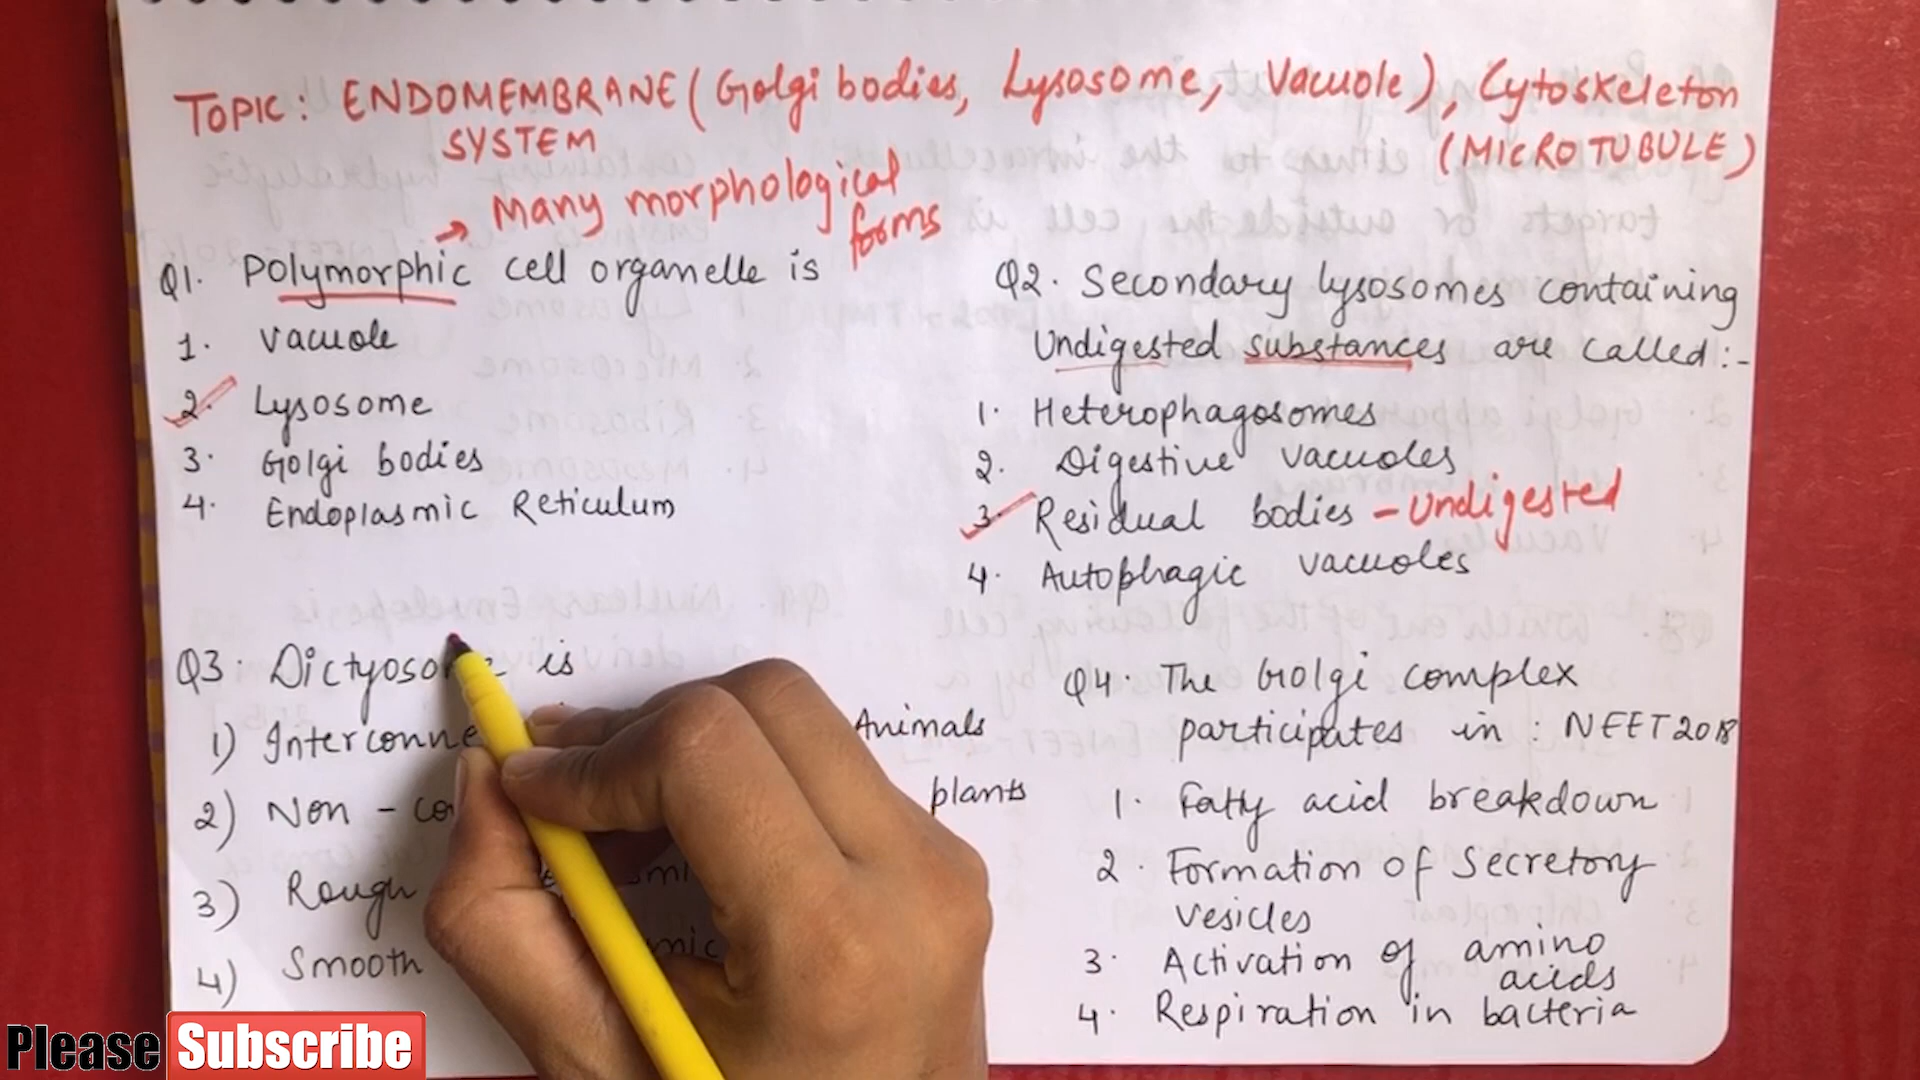 TOPIC: ENDOMEMBRANE (Golgi bodies, Lysosome, Vacuole), Cytoskeleton
SYSTEM (MICROTUBULE)
→ Many morphological
forms
Q1. Polymorphic cell organelle is
1. Vacuole
2. Lysosome
3. Golgi bodies
4. Endoplasmic Reticulum
Q2. Secondary lysosomes containing
Undigested substances are called:-
1. Heterophagosomes
2. Digestive vacuoles
3. Residual bodies - Undigested
4. Autophagic vacuoles
Q3. is
1) Animals
2) Non - plants
3) Rough
4) Smooth
Q4. The Golgi complex
participates in : NEET 2018
1. Fatty acid breakdown
2. Formation of Secretory
vesicles
3. Activation of amino
acids
4. Respiration in bacteria
Please Subscribe